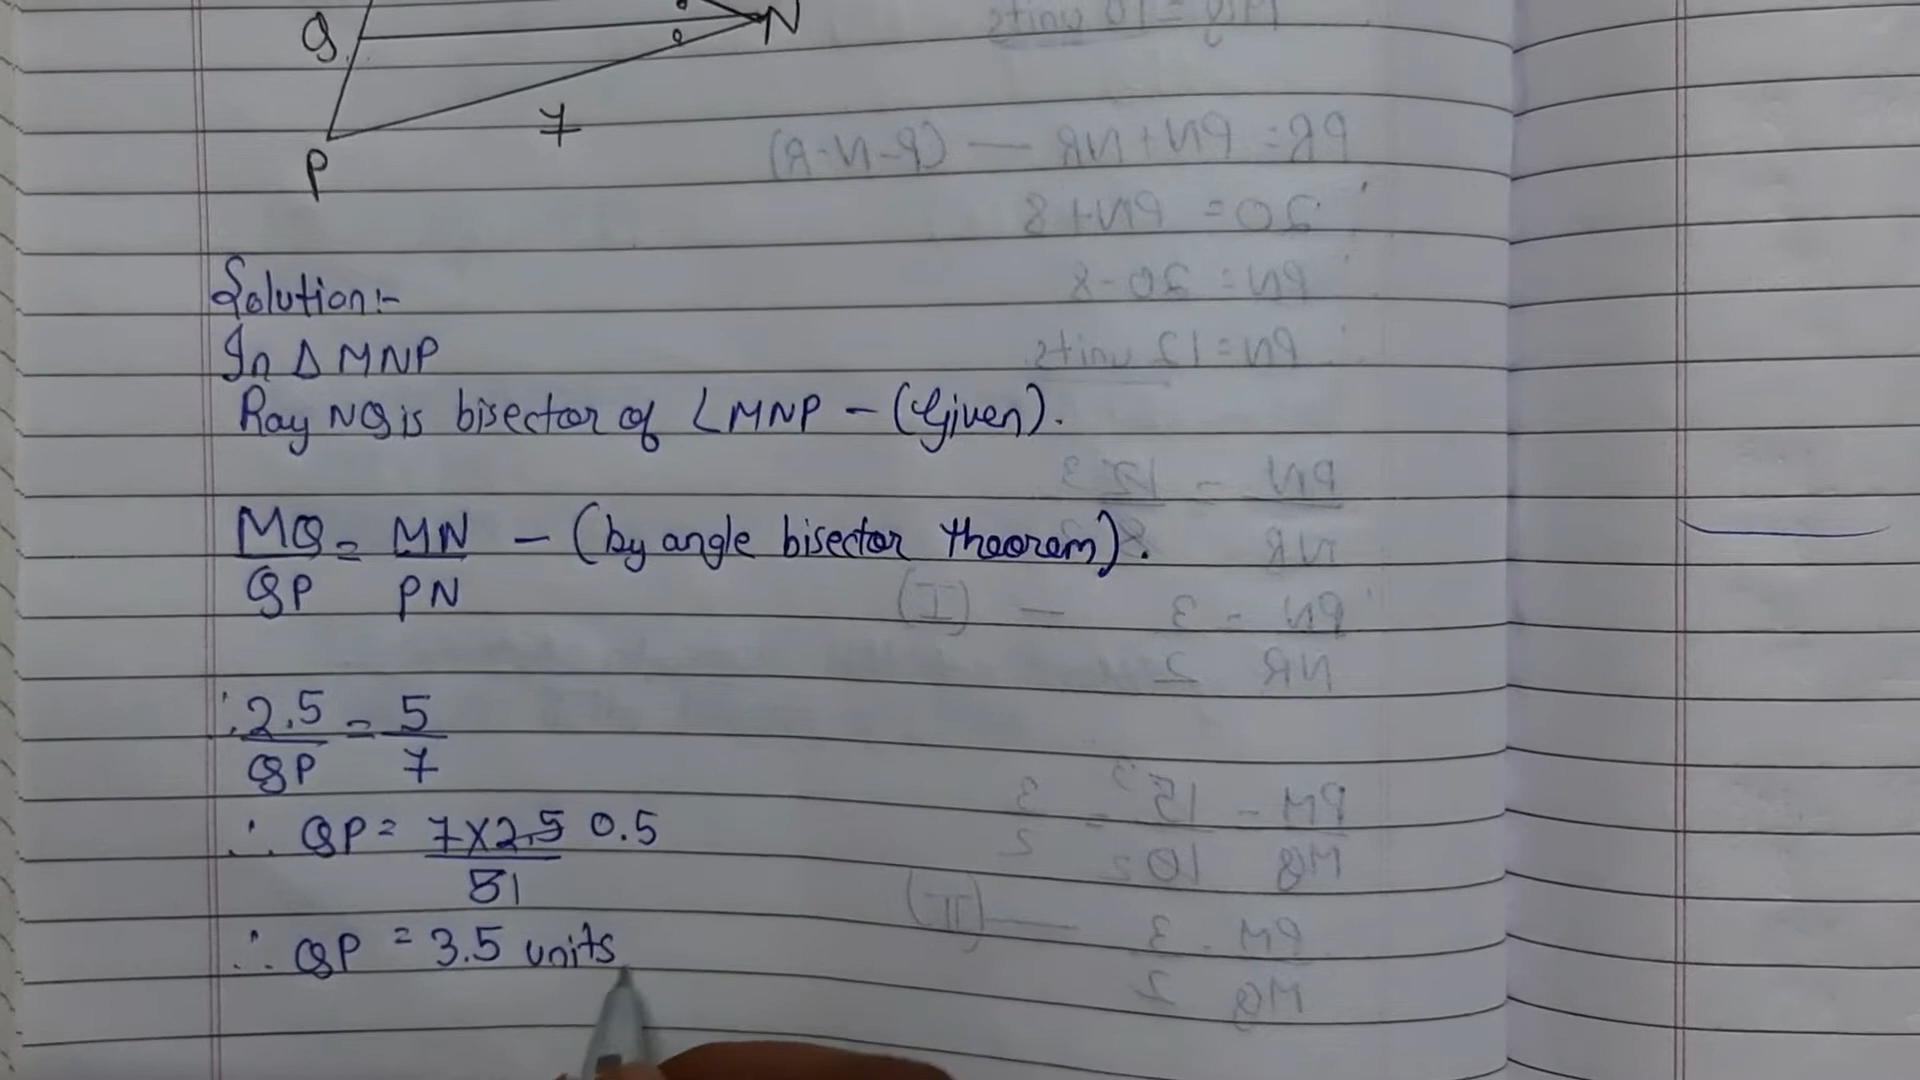 Q
N
7
P
Solution:-
In Δ MNP
Ray NQ is bisector of ∠MNP - (Given).
MQ = MN - (by angle bisector theorem).
QP PN
∴ 2.5 = 5
QP 7
∴ QP = 7×2.5 0.5
51
∴ QP = 3.5 units